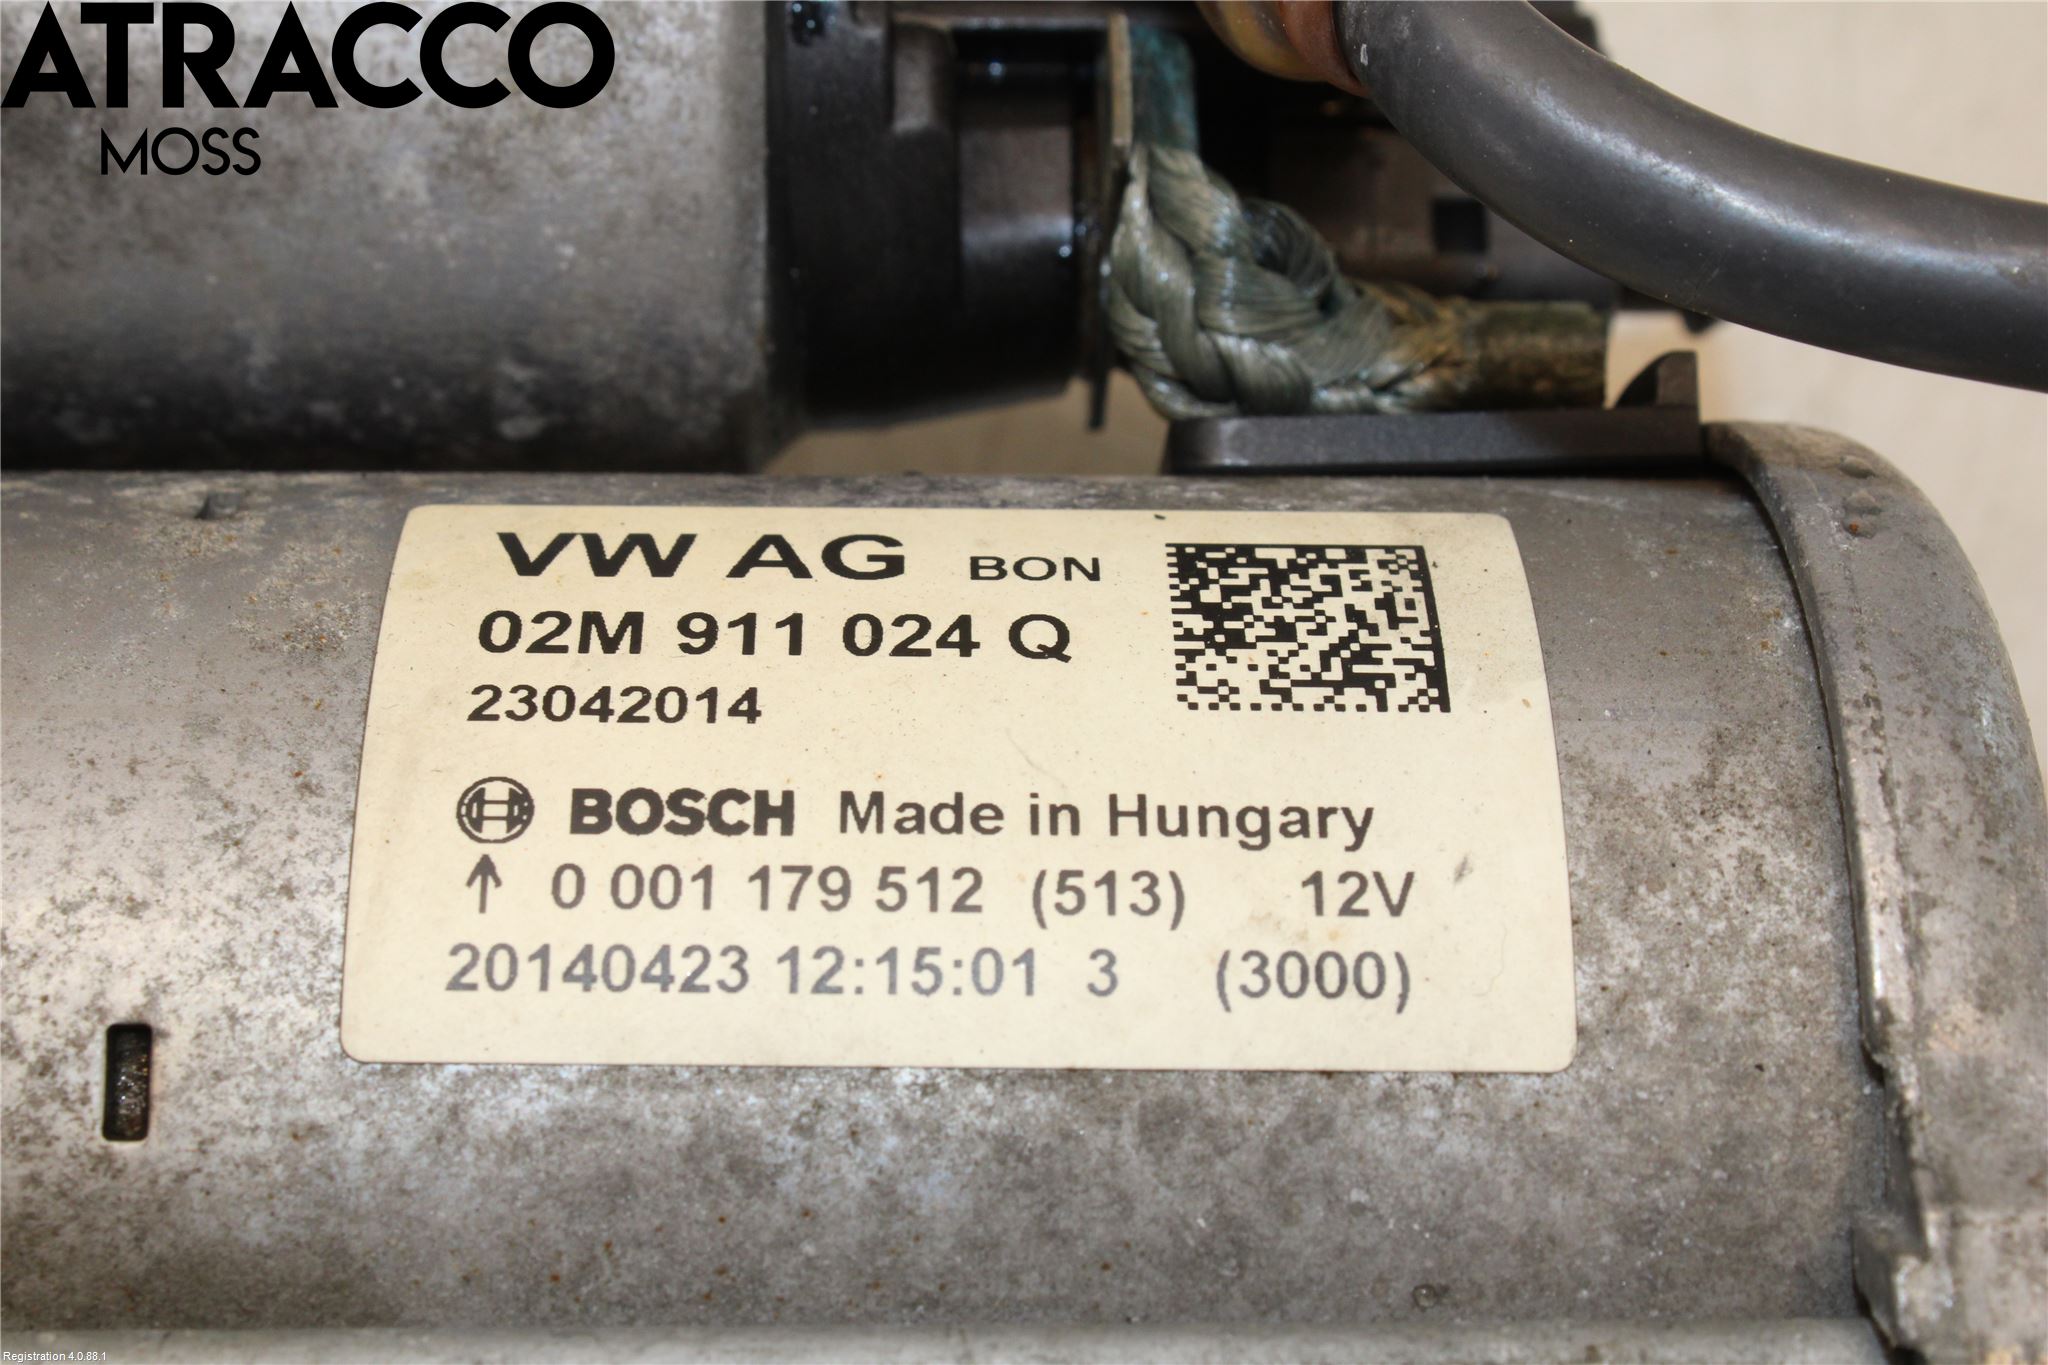 ATRACCO
MOSS
VW AG BON
02M 911 024 Q
23042014
BOSCH Made in Hungary
↑ 0 001 179 512 (513) 12V
20140423 12:15:01 3 (3000)
Registration 4.0.88.1